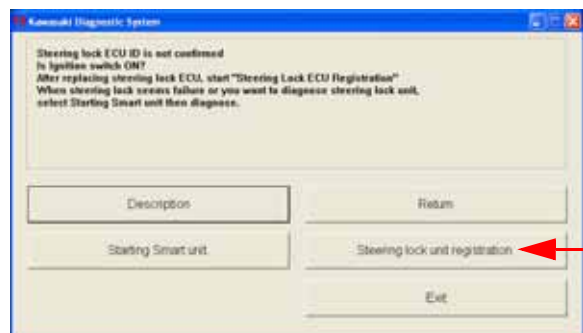 Kawasaki Diagnostic System
Steering lock ECU ID is not confirmed
Is Ignition switch ON?
After replacing steering lock ECU, start "Steering Lock ECU Registration"
When steering lock seems failure or you want to diagnose steering lock unit,
select Starting Smart unit then diagnose.
Description
Return
Starting Smart unit
Steering lock unit registration
Exit